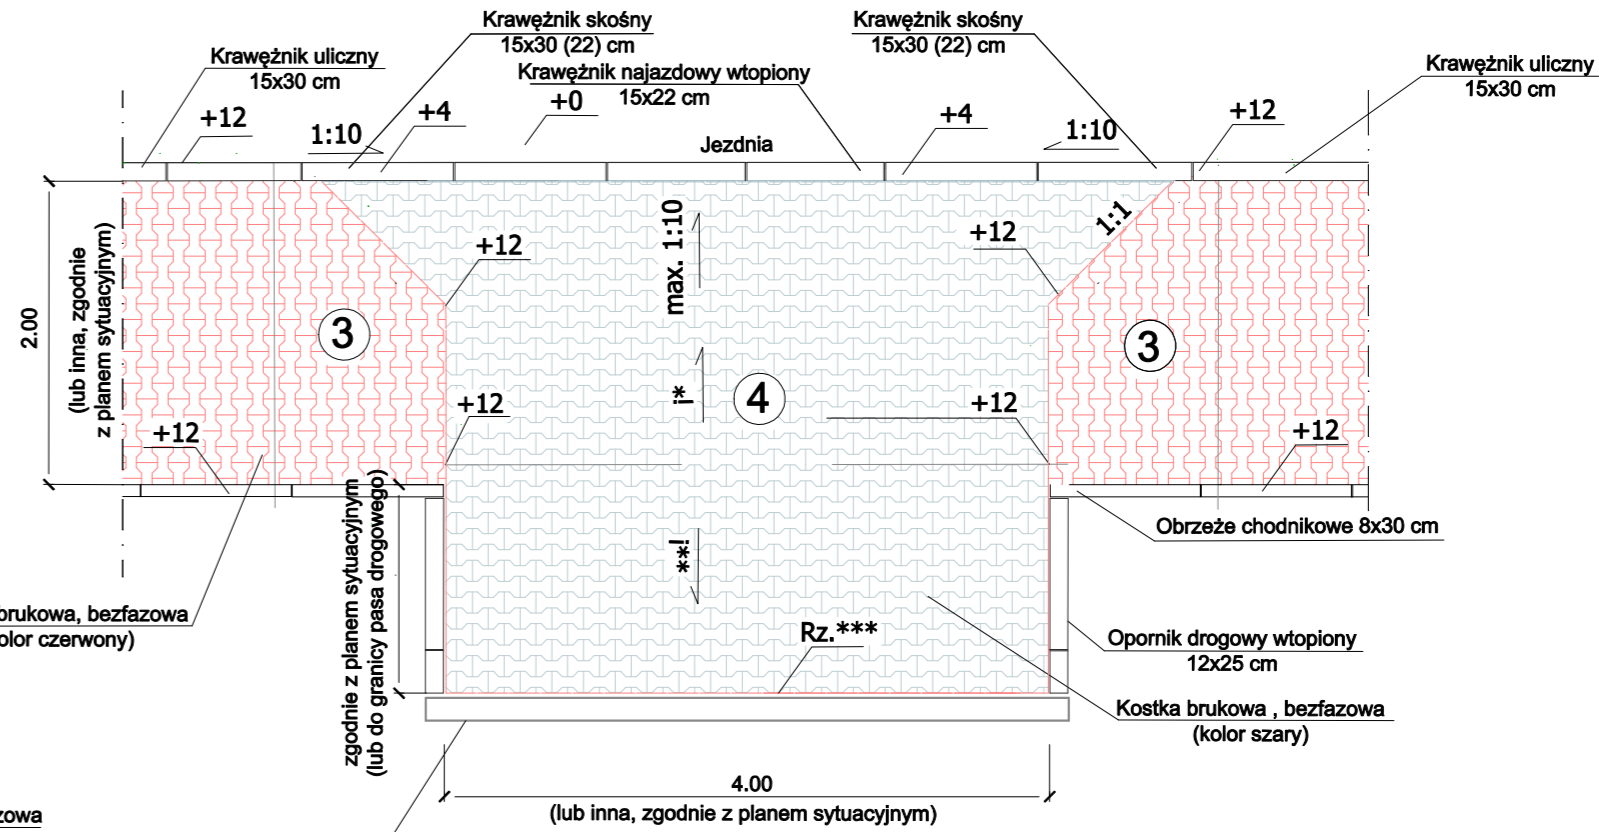 Krawężnik skośny
15x30 (22) cm
Krawężnik skośny
15x30 (22) cm
Krawężnik uliczny
15x30 cm
Krawężnik najazdowy wtopiony
15x22 cm
Krawężnik uliczny
15x30 cm
+12
1:10
+4
+0
Jezdnia
+4
1:10
+12
2.00
(lub inna, zgodnie
z planem sytuacyjnym)
+12
max. 1:10
+12
1:1
3
3
i*
4
+12
+12
+12
+12
zgodnie z planem sytuacyjnym
(lub do granicy pasa drogowego)
**!
Obrzeże chodnikowe 8x30 cm
brukowa, bezfazowa
olor czerwony)
Rz.***
Opornik drogowy wtopiony
12x25 cm
Kostka brukowa , bezfazowa
(kolor szary)
4.00
(lub inna, zgodnie z planem sytuacyjnym)
zowa